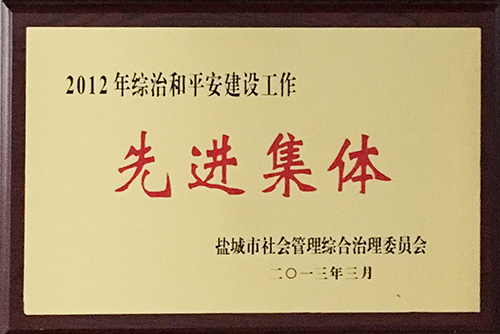 2012年综治和平安建设工作
先进集体
盐城市社会管理综合治理委员会
二〇一三年三月